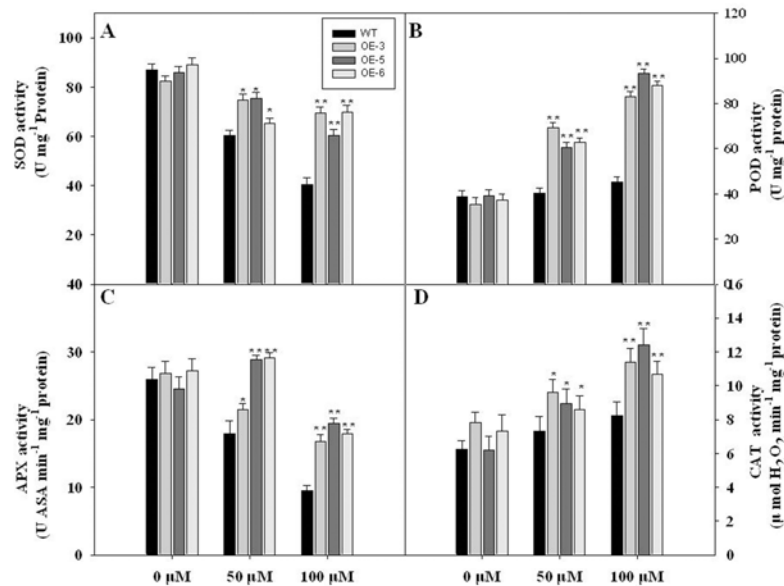 A
WT
OE-3
OE-5
OE-6
B
SOD activity
(U mg-1 Protein)
100
80
60
40
20
40
* *
*
** ** **
POD activity
(U mg-1 protein)
120
100
80
60
40
20
0
** ** **
** ** **
C
APX activity
(U ASA min-1 mg-1 protein)
30
20
10
0
* ** **
** ** **
D
CAT activity
(μ mol H2O2 min-1 mg-1 protein)
16
14
12
10
8
6
4
2
0
* * *
** ** **
0 μM 50 μM 100 μM
0 μM 50 μM 100 μM